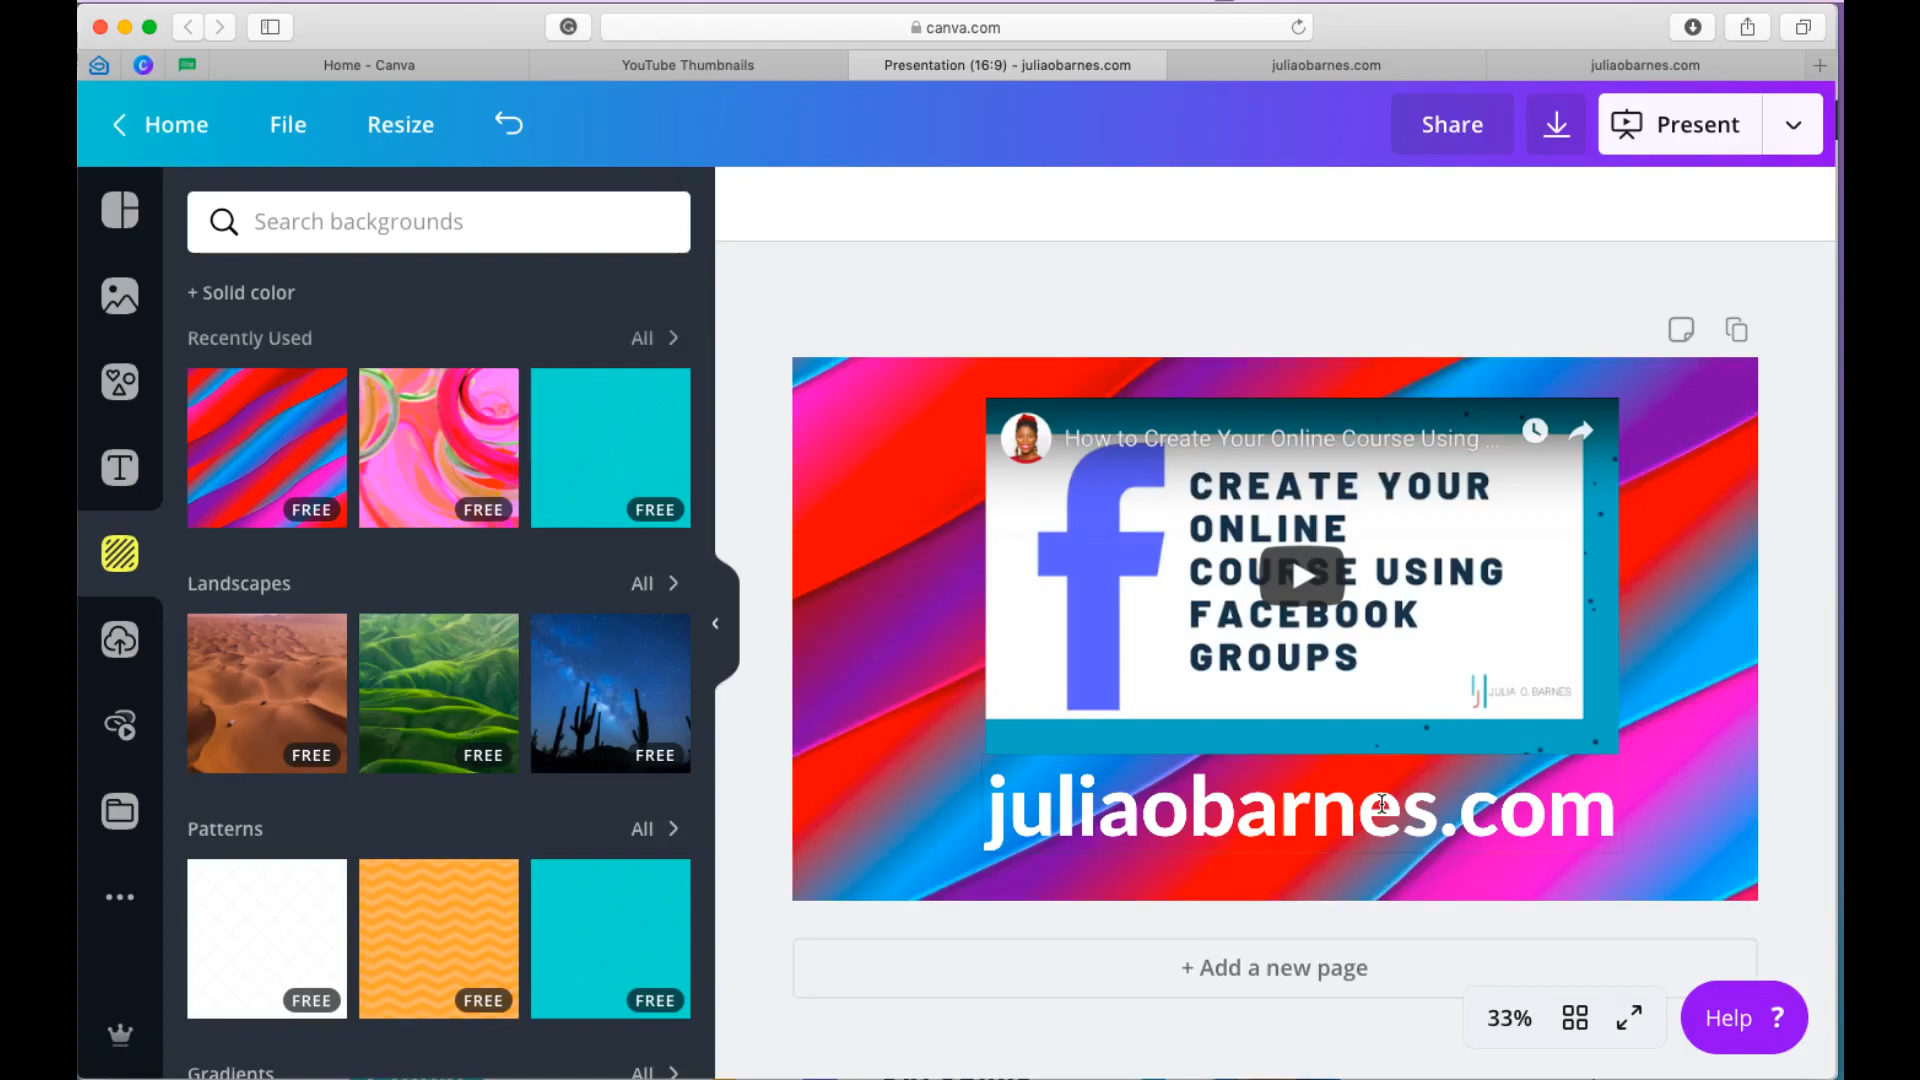 canva.com
lite
Home - Canva
YouTube Thumbnails
Presentation (16:9) - juliaobarnes.com
juliaobarnes.com
juliaobarnes.com
Home
File
Resize
Share
Present
Search backgrounds
+ Solid color
Recently Used
All
FREE
FREE
FREE
Landscapes
All
FREE
FREE
FREE
Patterns
All
FREE
FREE
FREE
Gradients
All
How to Create Your Online Course Using ...
CREATE YOUR
ONLINE
COURSE USING
FACEBOOK
GROUPS
JULIA O. BARNES
juliaobarnes.com
+ Add a new page
33%
Help ?